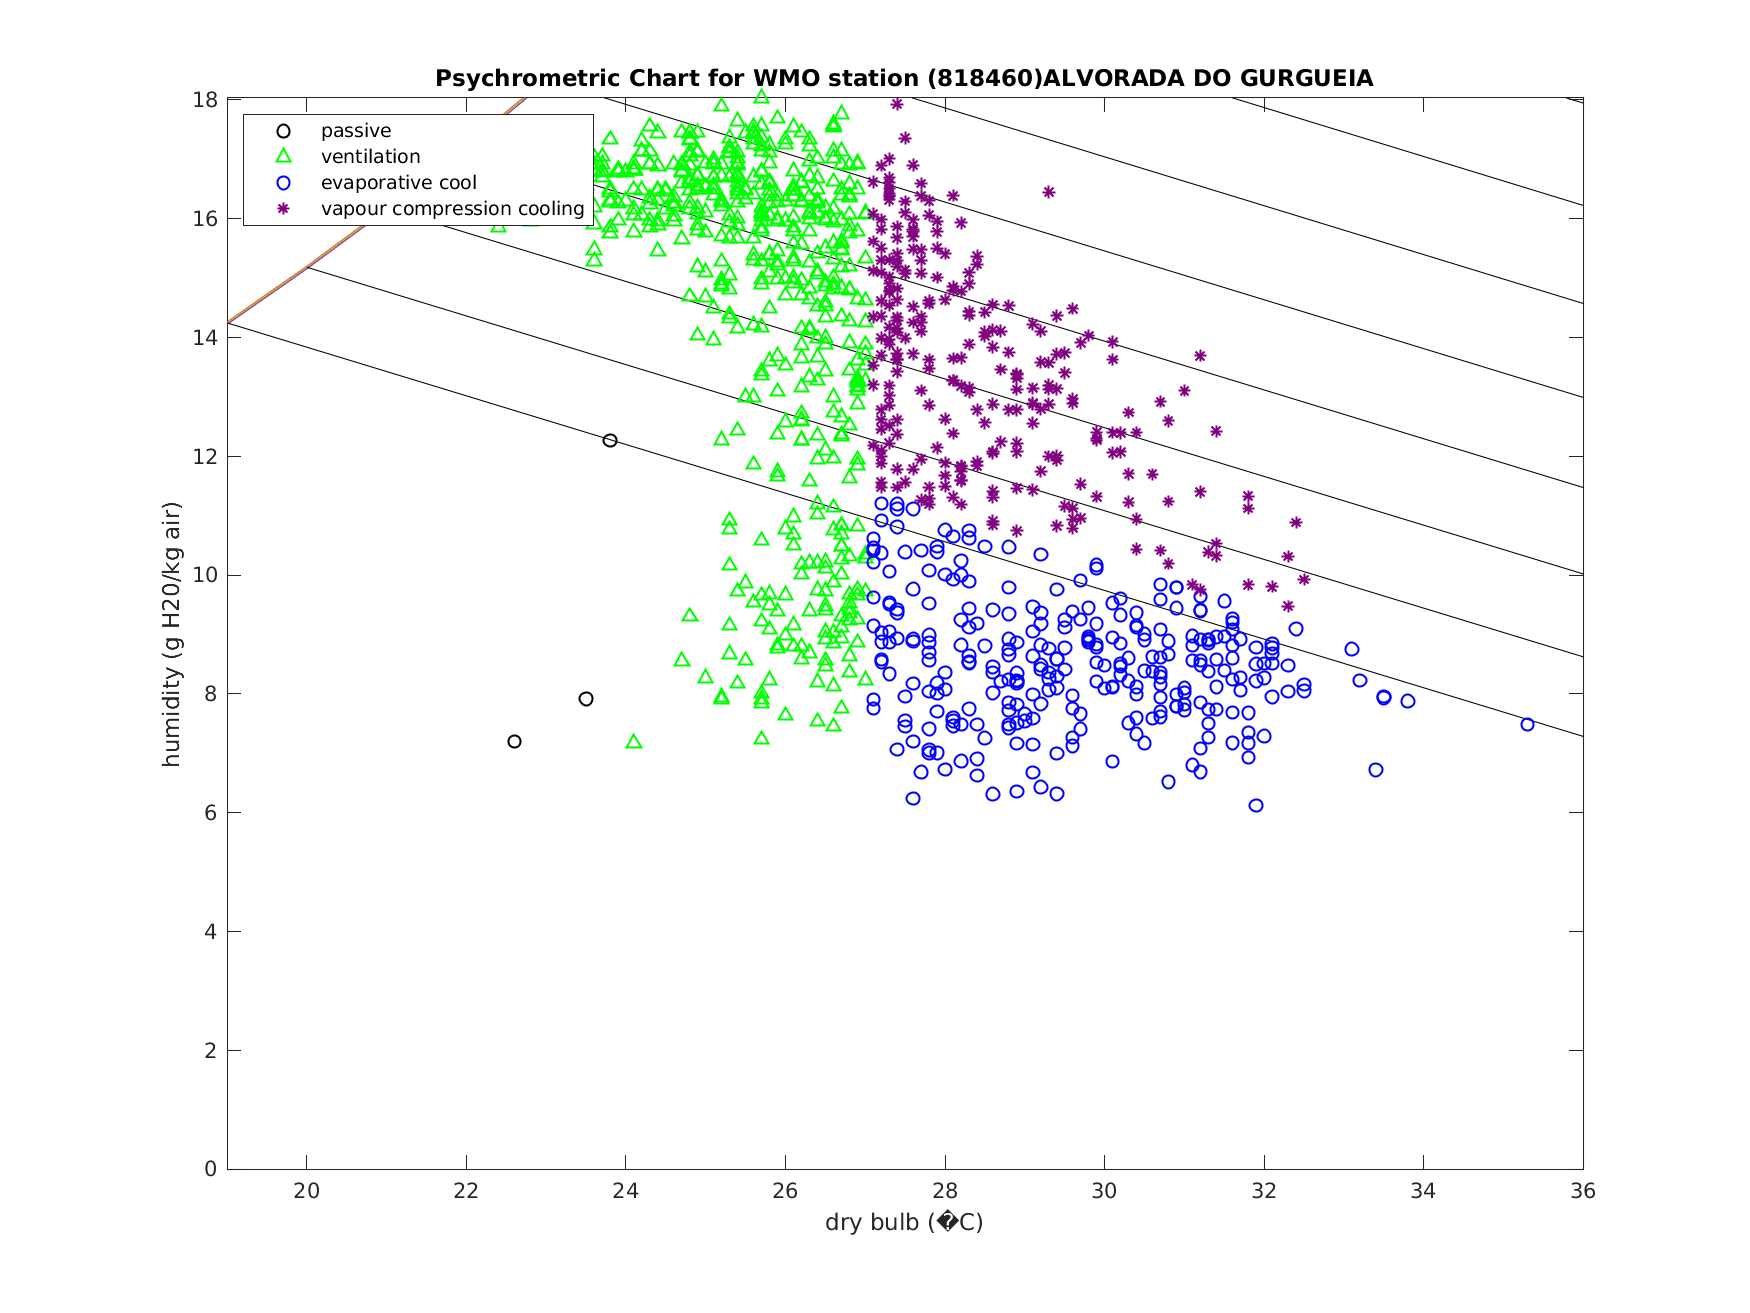 Psychrometric Chart for WMO station (818460)ALVORADA DO GURGUEIA
18
16
14
12
10
8
6
4
2
0
humidity (g H20/kg air)
passive
ventilation
evaporative cool
vapour compression cooling
20 22 24 26 28 30 32 34 36
dry bulb (�C)